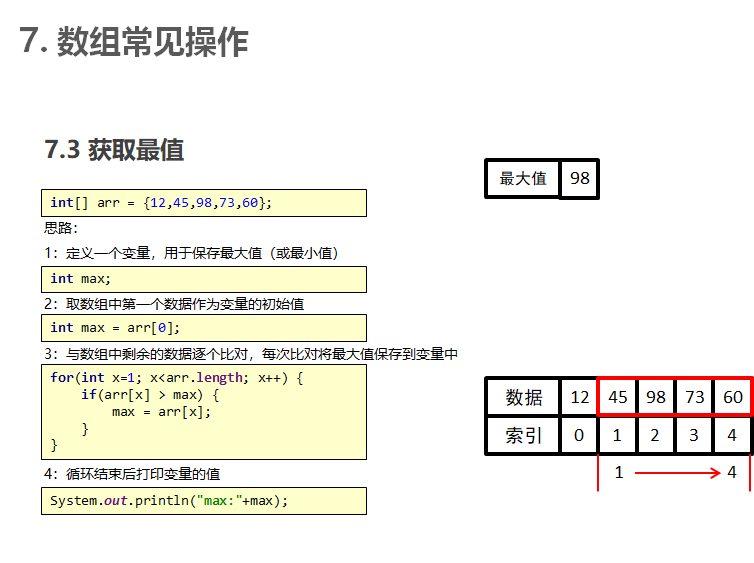 7. 数组常见操作
7.3 获取最值
最大值 98
int[] arr = {12,45,98,73,60};
思路：
1：定义一个变量，用于保存最大值（或最小值）
int max;
2：取数组中第一个数据作为变量的初始值
int max = arr[0];
3：与数组中剩余的数据逐个比对，每次比对将最大值保存到变量中
for(int x=1; x<arr.length; x++) {
    if(arr[x] > max) {
        max = arr[x];
    }
}
4：循环结束后打印变量的值
System.out.println("max:"+max);
数据 12 45 98 73 60
索引 0 1 2 3 4
1 4